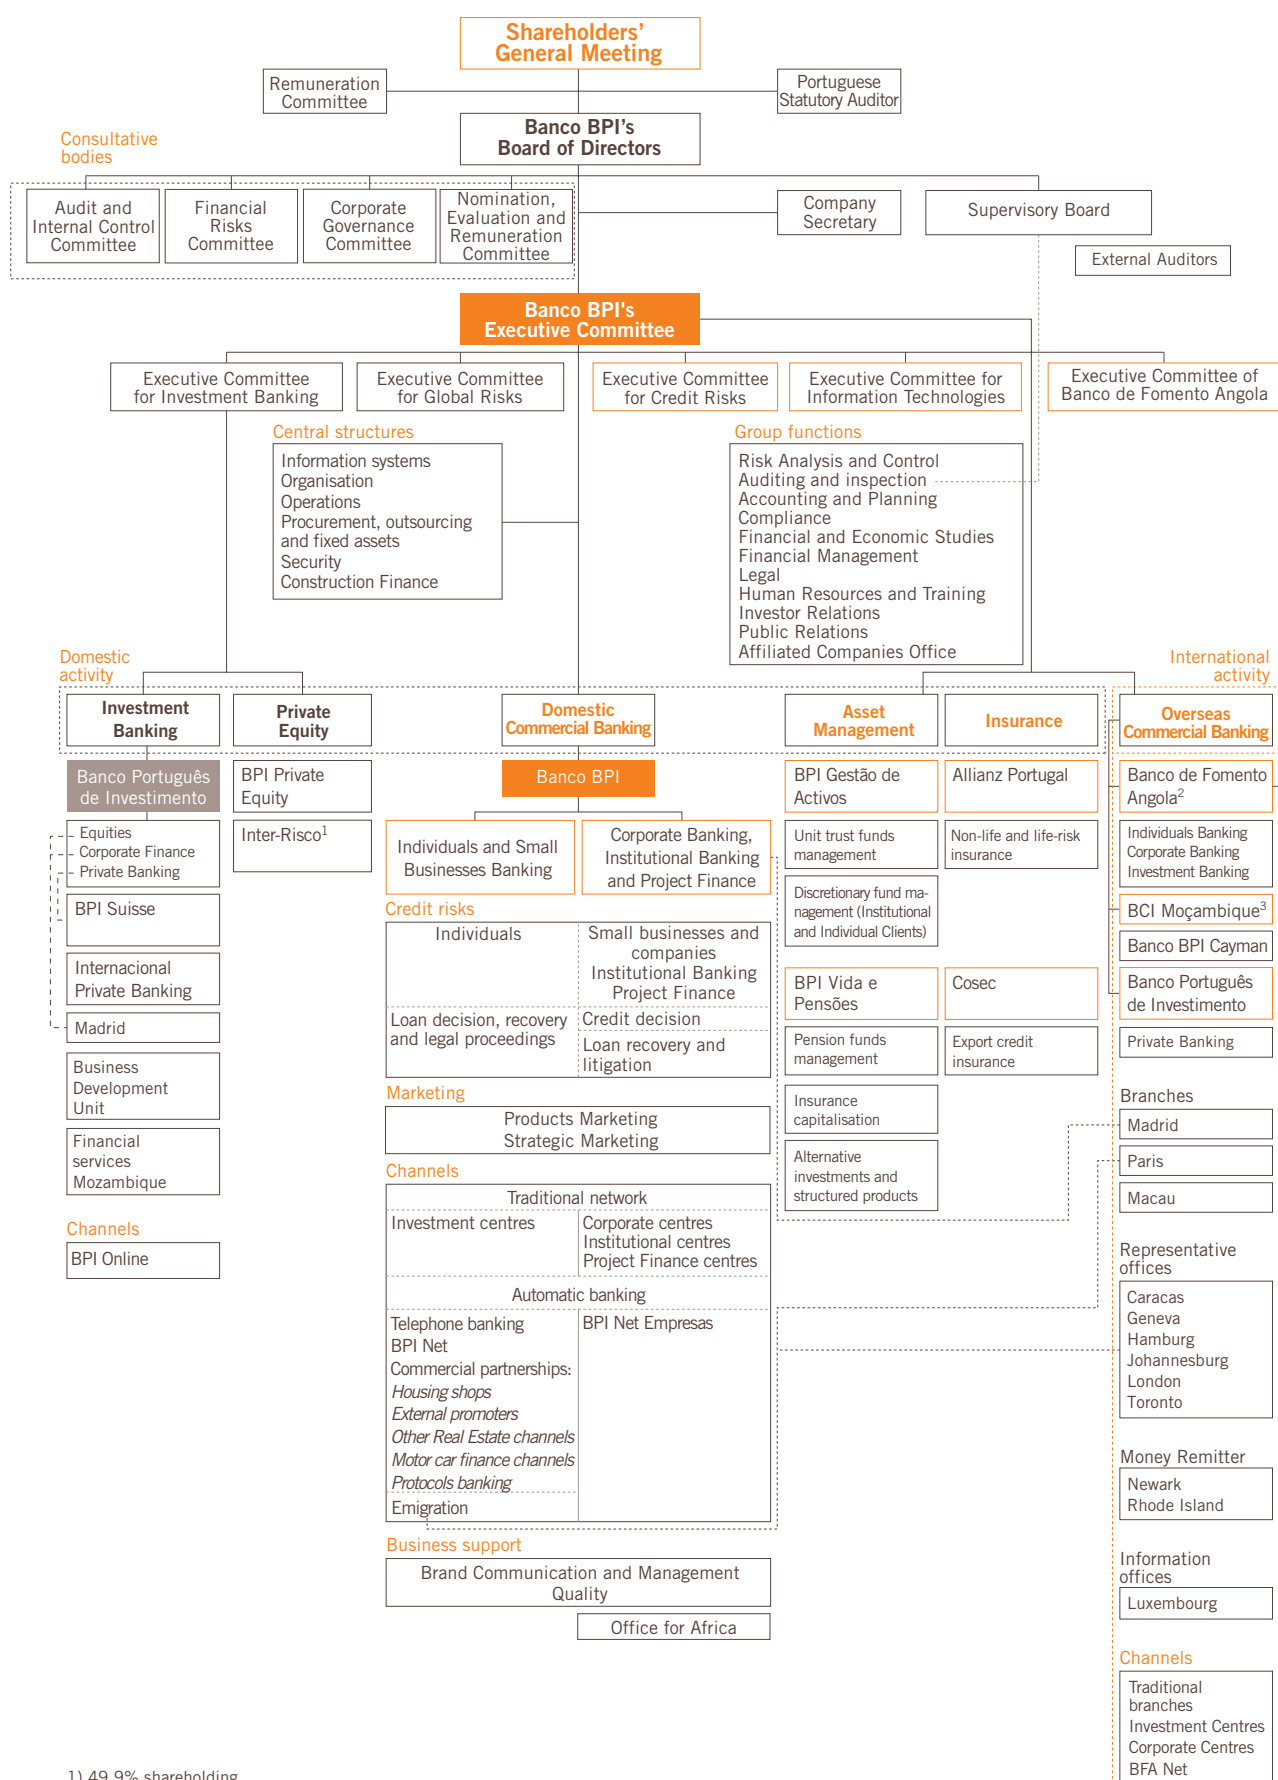 Shareholders'
General Meeting
Remuneration
Committee
Portuguese
Statutory Auditor
Banco BPI's
Board of Directors
Consultative
bodies
Audit and
Internal Control
Committee
Financial
Risks
Committee
Corporate
Governance
Committee
Nomination,
Evaluation and
Remuneration
Committee
Company
Secretary
Supervisory Board
External Auditors
Banco BPI's
Executive Committee
Executive Committee
for Investment Banking
Executive Committee
for Global Risks
Executive Committee
for Credit Risks
Executive Committee for
Information Technologies
Executive Committee of
Banco de Fomento Angola
Central structures
Information systems
Organisation
Operations
Procurement, outsourcing
and fixed assets
Security
Construction Finance
Group functions
Risk Analysis and Control
Auditing and inspection
Accounting and Planning
Compliance
Financial and Economic Studies
Financial Management
Legal
Human Resources and Training
Investor Relations
Public Relations
Affiliated Companies Office
Domestic
activity
International
activity
Investment
Banking
Private
Equity
Domestic
Commercial Banking
Asset
Management
Insurance
Overseas
Commercial Banking
Banco Português
de Investimento
Equities
Corporate Finance
Private Banking
BPI Suisse
Internacional
Private Banking
Madrid
Business
Development
Unit
Financial
services
Mozambique
Channels
BPI Online
BPI Private
Equity
Inter-Risco1
Banco BPI
Individuals and Small
Businesses Banking
Corporate Banking,
Institutional Banking
and Project Finance
Credit risks
Individuals
Small businesses and
companies
Institutional Banking
Project Finance
Loan decision, recovery
and legal proceedings
Credit decision
Loan recovery and
litigation
Marketing
Products Marketing
Strategic Marketing
Channels
Traditional network
Investment centres
Corporate centres
Institutional centres
Project Finance centres
Automatic banking
Telephone banking
BPI Net
Commercial partnerships:
Housing shops
External promoters
Other Real Estate channels
Motor car finance channels
Protocols banking
Emigration
BPI Net Empresas
Business support
Brand Communication and Management
Quality
Office for Africa
BPI Gestão de
Activos
Unit trust funds
management
Discretionary fund ma-
nagement (Institutional
and Individual Clients)
BPI Vida e
Pensões
Pension funds
management
Insurance
capitalisation
Alternative
investments and
structured products
Allianz Portugal
Non-life and life-risk
insurance
Cosec
Export credit
insurance
Banco de Fomento
Angola2
Individuals Banking
Corporate Banking
Investment Banking
BCI Moçambique3
Banco BPI Cayman
Banco Português
de Investimento
Private Banking
Branches
Madrid
Paris
Macau
Representative
offices
Caracas
Geneva
Hamburg
Johannesburg
London
Toronto
Money Remitter
Newark
Rhode Island
Information
offices
Luxembourg
Channels
Traditional
branches
Investment Centres
Corporate Centres
BFA Net
1) 49.9% shareholding